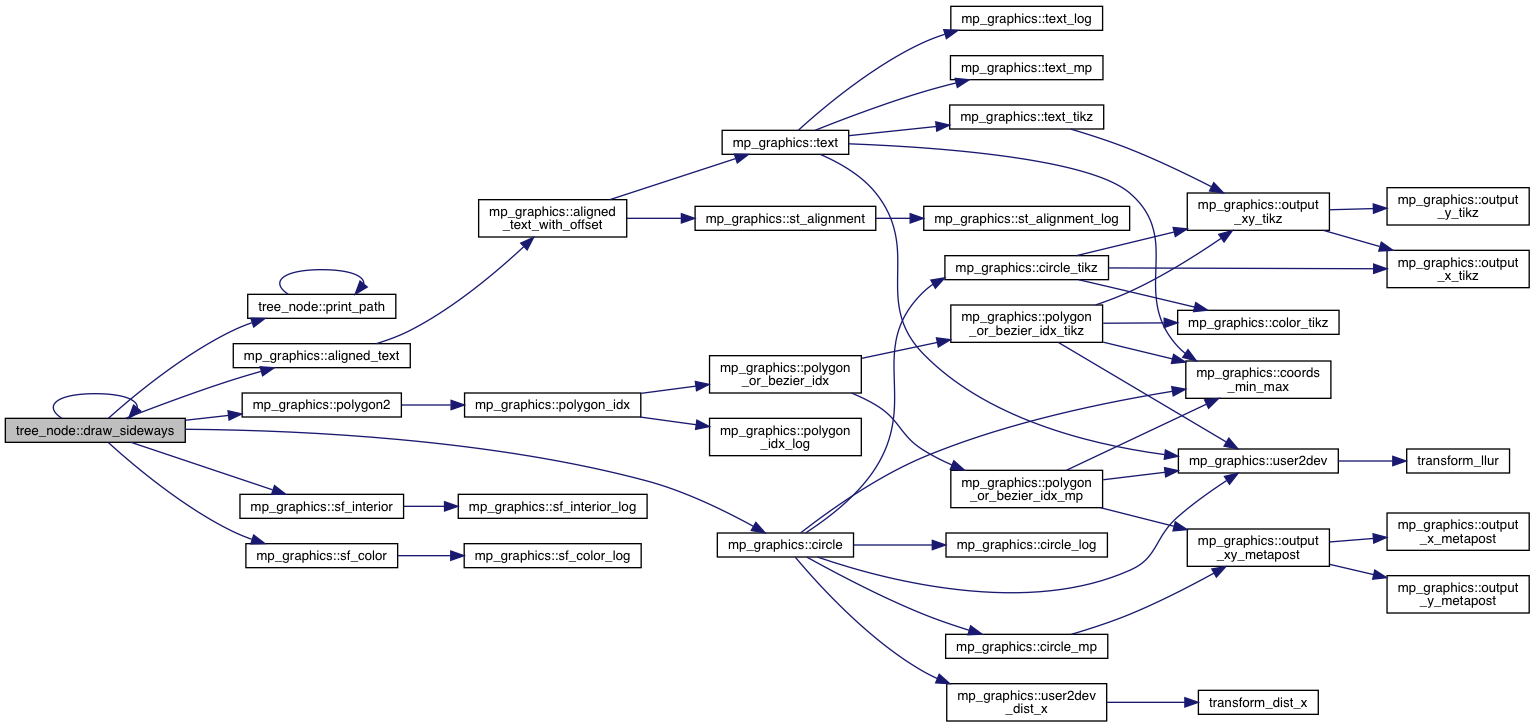 mp_graphics::text_log
mp_graphics::text_mp
mp_graphics::text_tikz
mp_graphics::text
mp_graphics::output
_xy_tikz
mp_graphics::output
_y_tikz
mp_graphics::aligned
_text_with_offset
mp_graphics::st_alignment
mp_graphics::st_alignment_log
mp_graphics::output
_x_tikz
mp_graphics::circle_tikz
tree_node::print_path
mp_graphics::polygon
_or_bezier_idx_tikz
mp_graphics::color_tikz
mp_graphics::aligned_text
mp_graphics::polygon
_or_bezier_idx
mp_graphics::coords
_min_max
mp_graphics::polygon2
mp_graphics::polygon_idx
tree_node::draw_sideways
mp_graphics::polygon
_idx_log
mp_graphics::user2dev
transform_llur
mp_graphics::polygon
_or_bezier_idx_mp
mp_graphics::sf_interior
mp_graphics::sf_interior_log
mp_graphics::output
_x_metapost
mp_graphics::circle
mp_graphics::circle_log
mp_graphics::output
_xy_metapost
mp_graphics::sf_color
mp_graphics::sf_color_log
mp_graphics::output
_y_metapost
mp_graphics::circle_mp
mp_graphics::user2dev
_dist_x
transform_dist_x